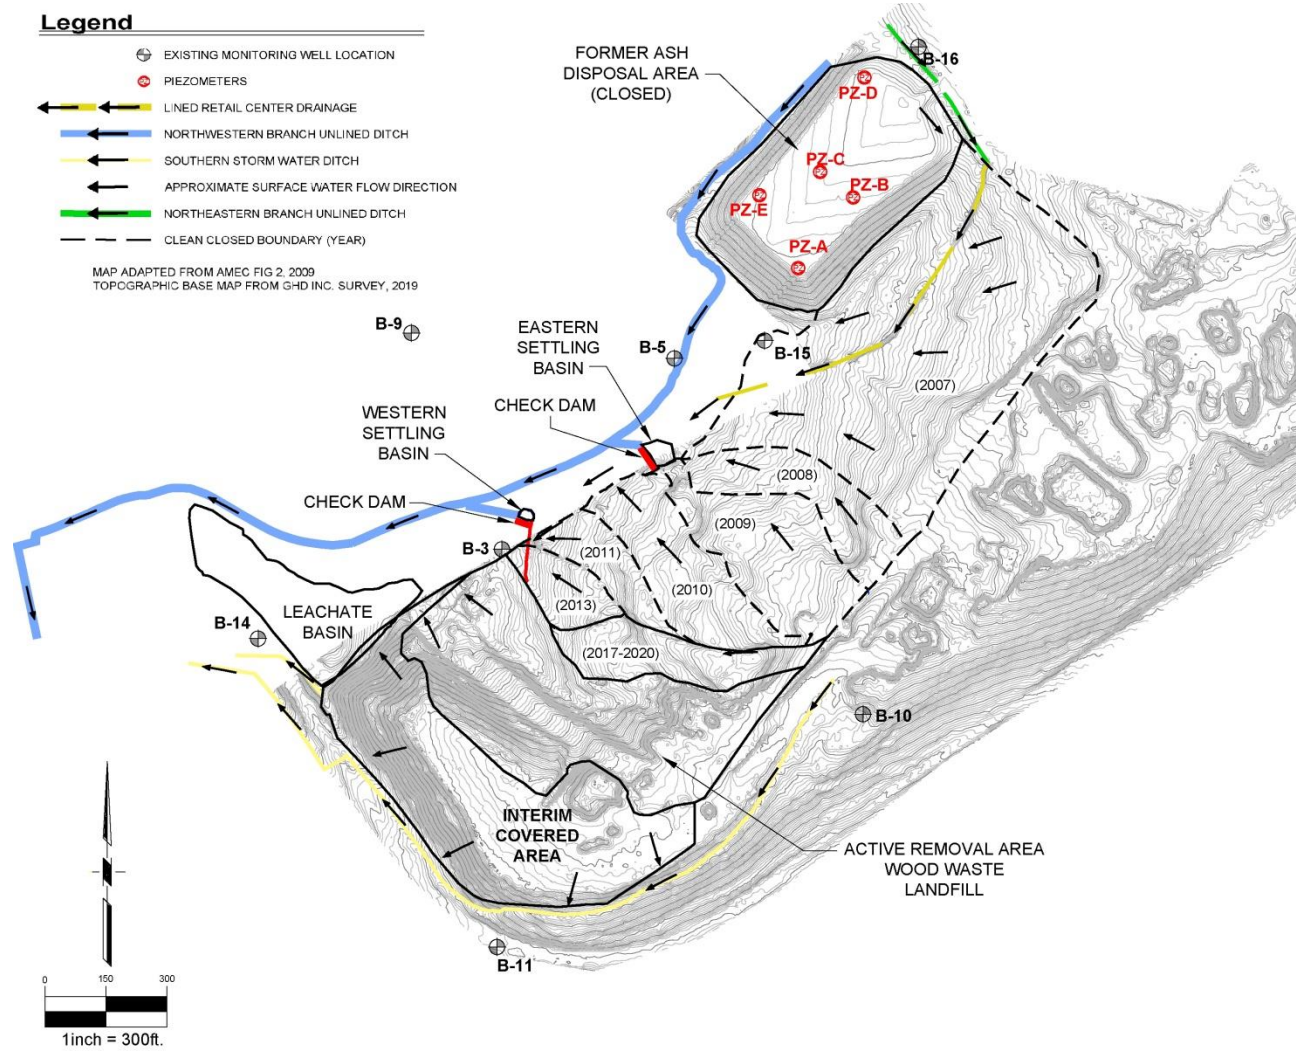 Legend
EXISTING MONITORING WELL LOCATION
PIEZOMETERS
LINED RETAIL CENTER DRAINAGE
NORTHWESTERN BRANCH UNLINED DITCH
SOUTHERN STORM WATER DITCH
APPROXIMATE SURFACE WATER FLOW DIRECTION
NORTHEASTERN BRANCH UNLINED DITCH
CLEAN CLOSED BOUNDARY (YEAR)
MAP ADAPTED FROM AMEC FIG 2, 2009
TOPOGRAPHIC BASE MAP FROM GHD INC. SURVEY, 2019
FORMER ASH
DISPOSAL AREA
(CLOSED)
B-16
PZ-D
PZ-C
PZ-B
PZ-E
PZ-A
B-9
EASTERN
SETTLING
BASIN
B-5
B-15
(2007)
CHECK DAM
WESTERN
SETTLING
BASIN
(2008)
CHECK DAM
(2009)
B-3
(2011)
(2010)
(2013)
LEACHATE
BASIN
B-14
(2017-2020)
B-10
INTERIM
COVERED
AREA
ACTIVE REMOVAL AREA
WOOD WASTE
LANDFILL
B-11
0 150 300
1inch = 300ft.